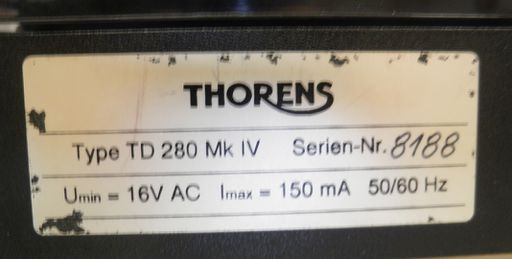 THORENS
Type TD 280 Mk IV Serien-Nr. 8188
Umin = 16V AC Imax = 150 mA 50/60 Hz